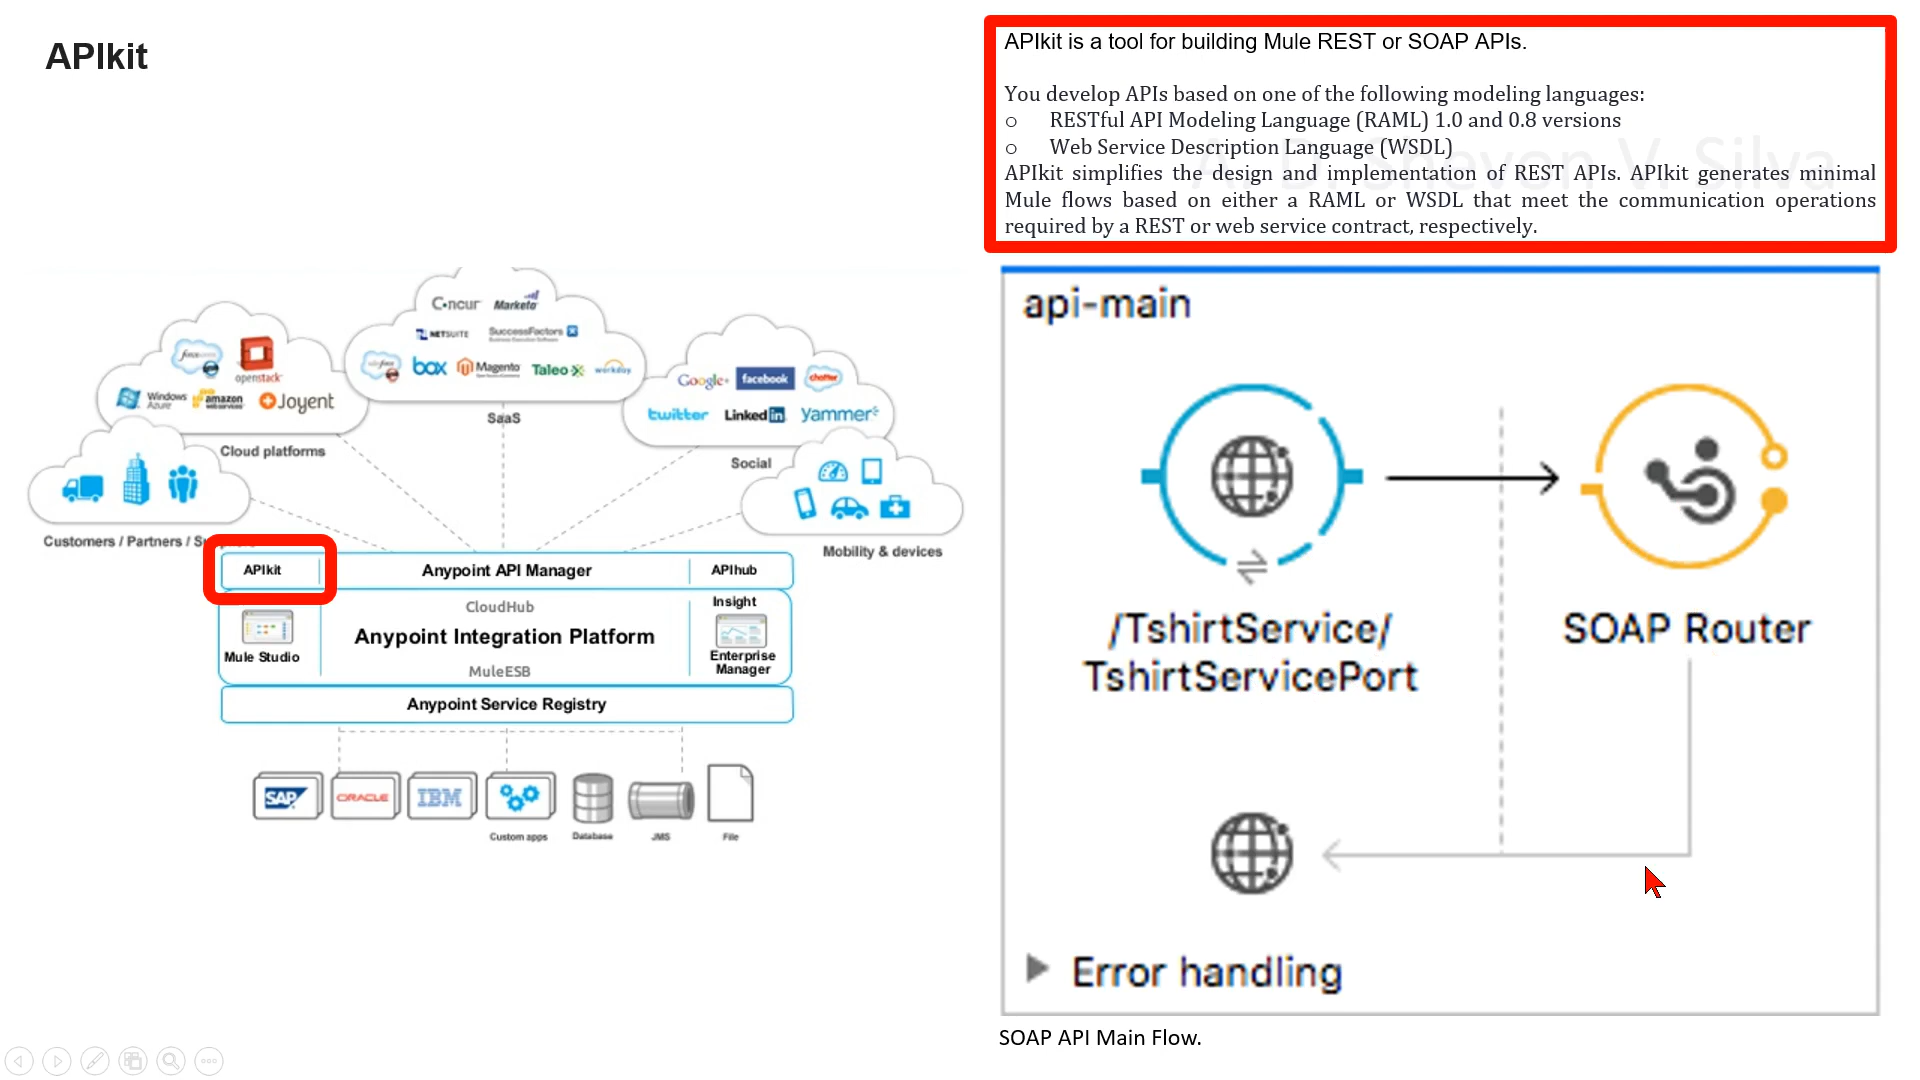 APIkit
APIkit is a tool for building Mule REST or SOAP APIs.
You develop APIs based on one of the following modeling languages:
o RESTful API Modeling Language (RAML) 1.0 and 0.8 versions
o Web Service Description Language (WSDL)
APIkit simplifies the design and implementation of REST APIs. APIkit generates minimal
Mule flows based on either a RAML or WSDL that meet the communication operations
required by a REST or web service contract, respectively.
V. Silva
Concur Marketo
NETSUITE SuccessFactors
box Magento Taleo workday
SaaS
openstack
Windows Azure amazon Joyent
Cloud platforms
Google+ facebook chatter
twitter Linked in yammer
Social
Customers / Partners /
Mobility & devices
APIkit Anypoint API Manager APIhub
CloudHub
Insight
Anypoint Integration Platform
Mule Studio
MuleESB
Enterprise
Manager
Anypoint Service Registry
SAP ORACLE IBM
Custom apps Database JMS File
api-main
/TshirtService/
TshirtServicePort
SOAP Router
Error handling
SOAP API Main Flow.